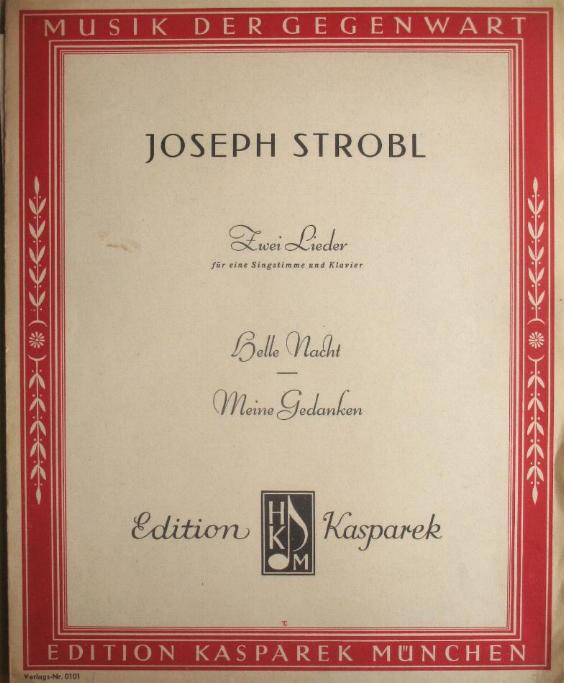 MUSIK DER GEGENWART
JOSEPH STROBL
Zwei Lieder
für eine Singstimme und Klavier
Helle Nacht
Meine Gedanken
Edition HKM Kasparek
EDITION KASPAREK MÜNCHEN
Verlags-Nr. 0101